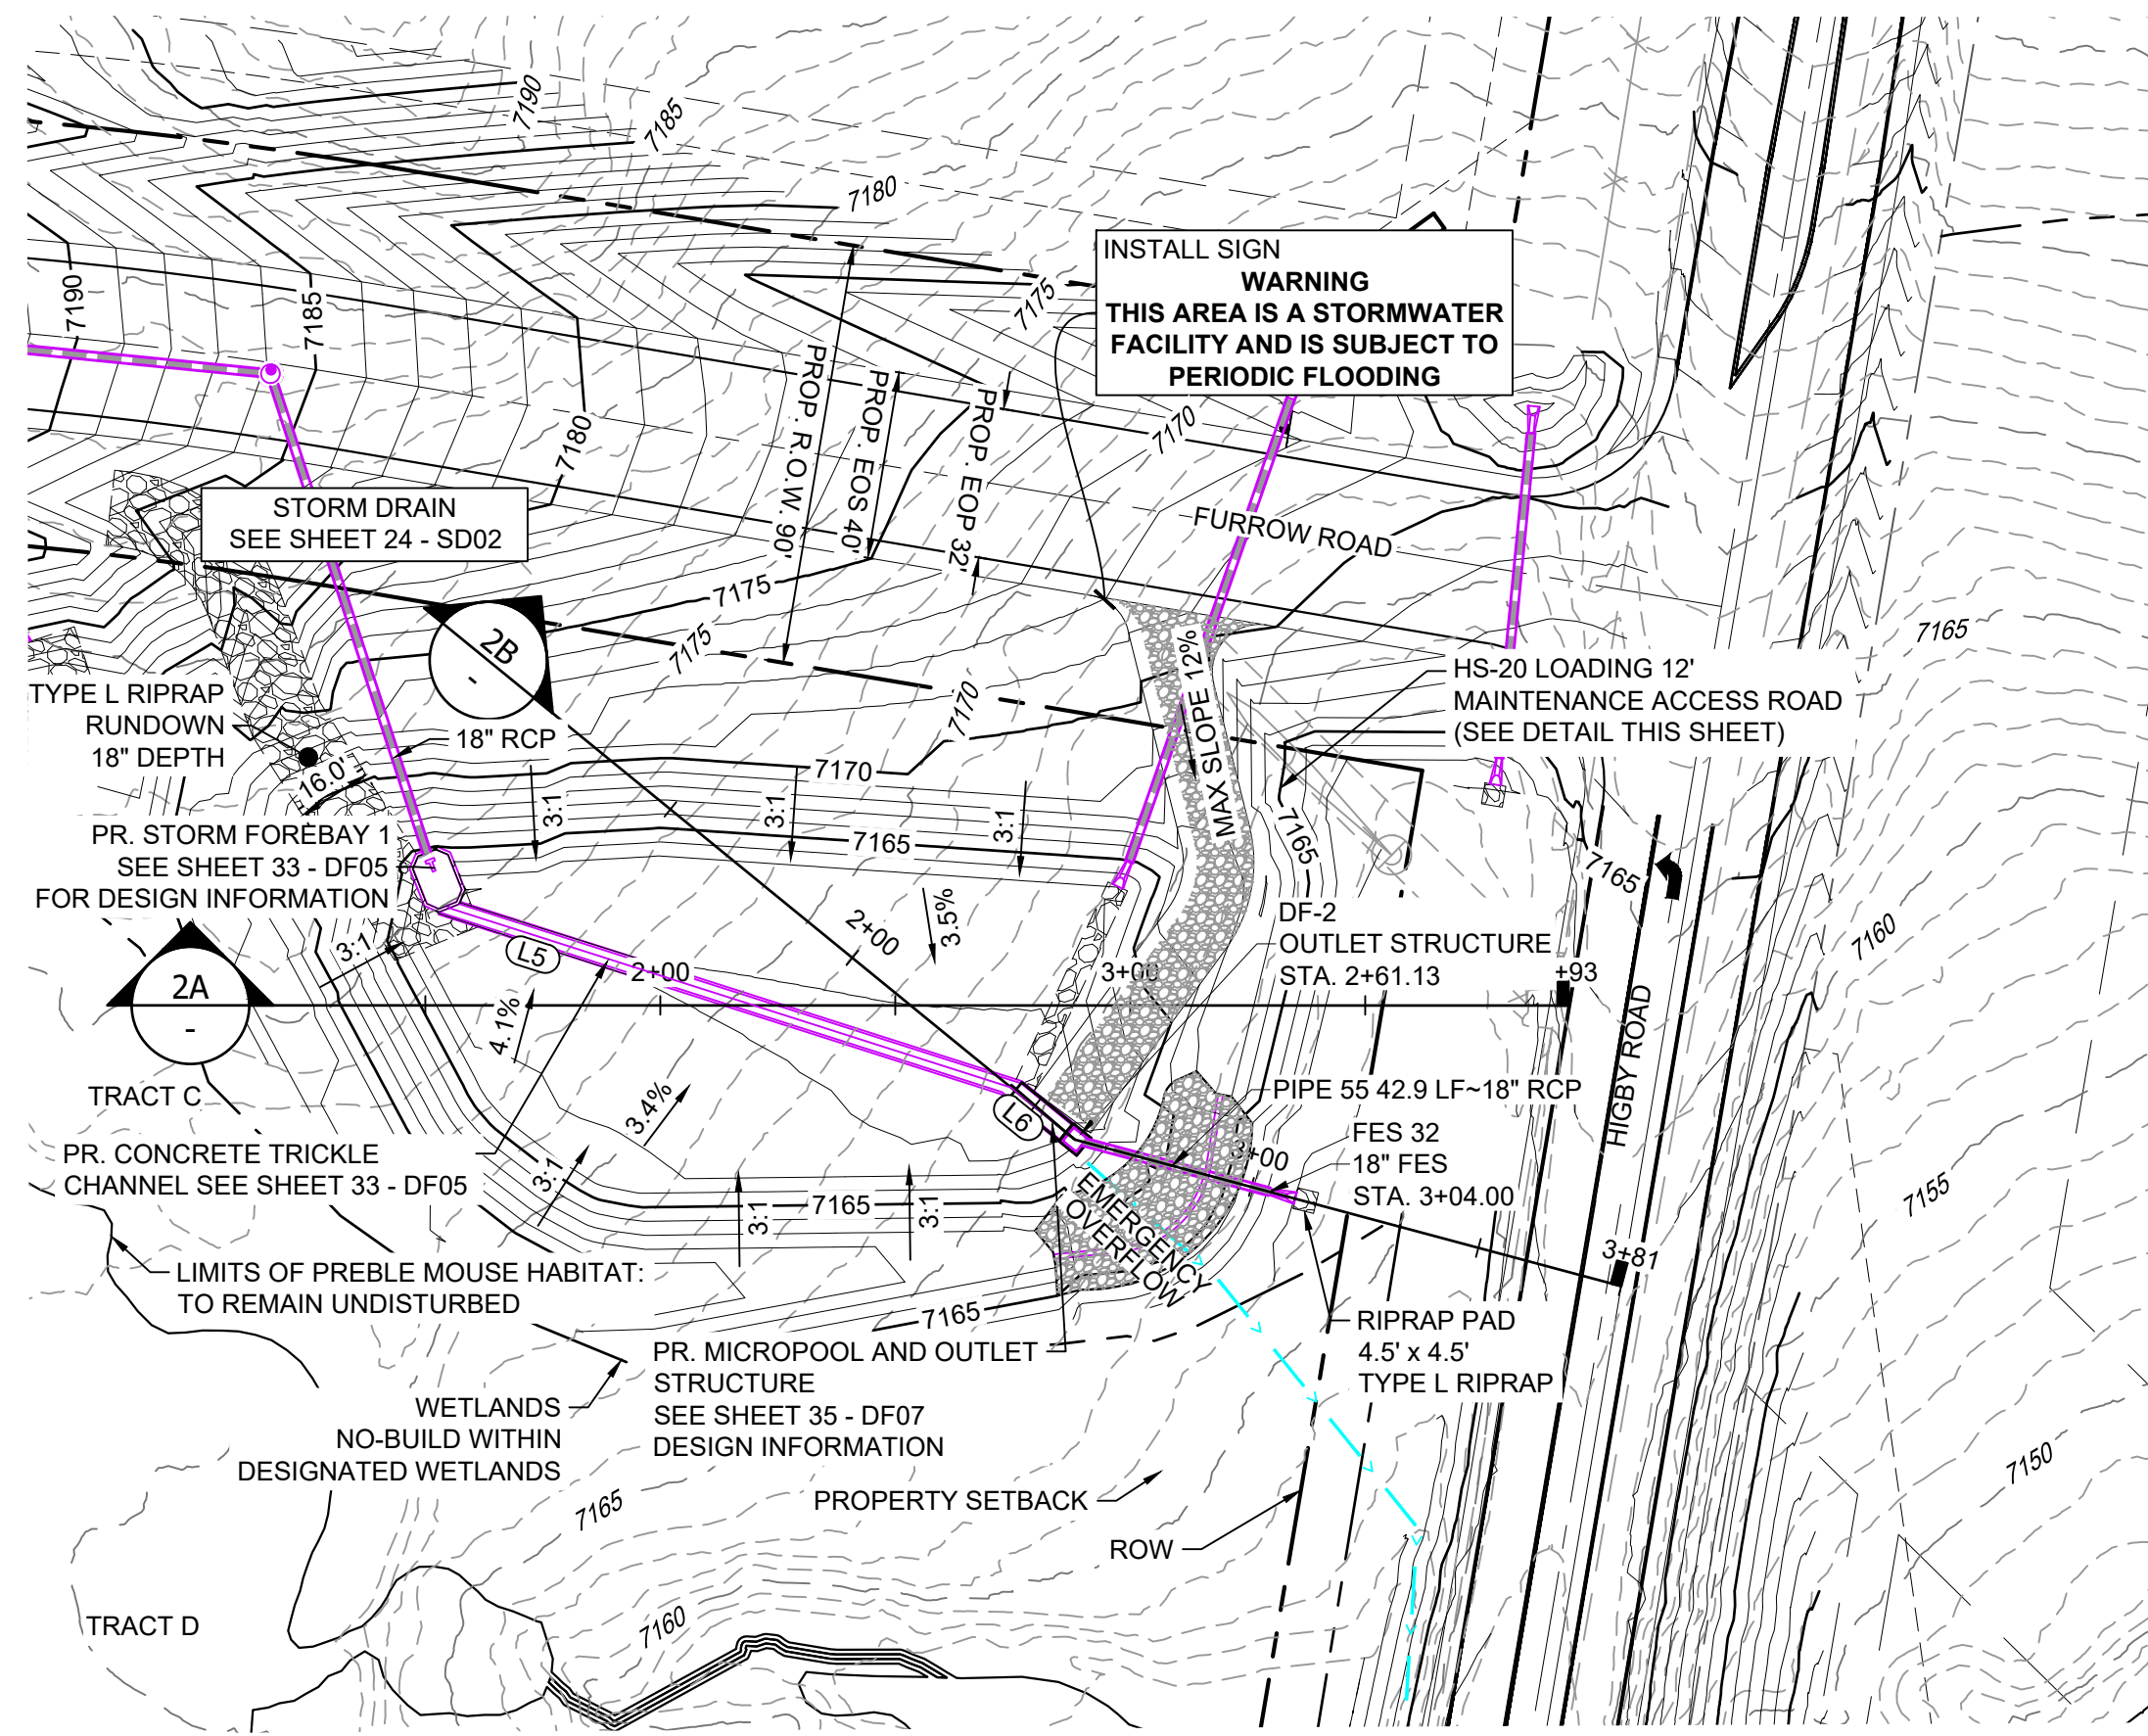 7190
7185
7180
7175
INSTALL SIGN
WARNING
THIS AREA IS A STORMWATER
FACILITY AND IS SUBJECT TO
PERIODIC FLOODING
7190
7185
7180
7170
PROP. R.O.W. 90'
PROP. EOS 40'
PROP. EOP 32'
FURROW ROAD
STORM DRAIN
SEE SHEET 24 - SD02
7175
7175
7170
2B
-
TYPE L RIPRAP
RUNDOWN
18" DEPTH
16.0'
18" RCP
7170
3:1
3:1
3:1
7165
MAX SLOPE 12%
HS-20 LOADING 12'
MAINTENANCE ACCESS ROAD
(SEE DETAIL THIS SHEET)
7165
7165
7165
7160
7155
7150
PR. STORM FOREBAY 1
SEE SHEET 33 - DF05
FOR DESIGN INFORMATION
3:1
L5
2+00
2+00
3.5%
3+00
DF-2
OUTLET STRUCTURE
STA. 2+61.13
+93
2A
-
4.1%
3.4%
TRACT C
PR. CONCRETE TRICKLE
CHANNEL SEE SHEET 33 - DF05
3:1
3:1
7165
3:1
L6
PIPE 55 42.9 LF~18" RCP
FES 32
18" FES
STA. 3+04.00
3+00
HIGBY ROAD
3+81
EMERGENCY
OVERFLOW
LIMITS OF PREBLE MOUSE HABITAT:
TO REMAIN UNDISTURBED
7165
PR. MICROPOOL AND OUTLET
STRUCTURE
SEE SHEET 35 - DF07
DESIGN INFORMATION
RIPRAP PAD
4.5' x 4.5'
TYPE L RIPRAP
WETLANDS
NO-BUILD WITHIN
DESIGNATED WETLANDS
PROPERTY SETBACK
ROW
7165
7160
TRACT D